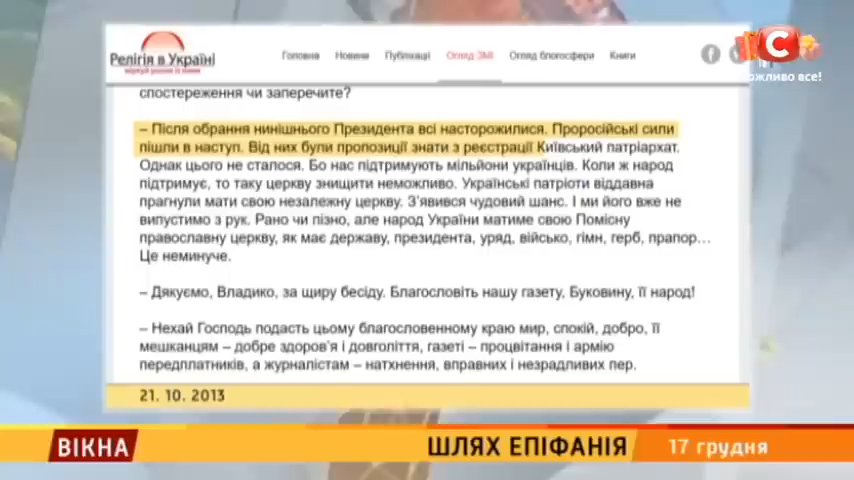 Релігія в Україні
Головна Новини Публікації Огляд ЗМІ Огляд блогосфери Книги
спостереження чи заперечите?
– Після обрання нинішнього Президента всі насторожилися. Проросійські сили
пішли в наступ. Від них були пропозиції знати з реєстрації Київський патріархат.
Однак цього не сталося. Бо нас підтримують мільйони українців. Коли ж народ
підтримує, то таку церкву знищити неможливо. Українські патріоти віддавна
прагнули мати свою незалежну церкву. З'явився чудовий шанс. І ми його вже не
випустимо з рук. Рано чи пізно, але народ України матиме свою Помісну
православну церкву, як має державу, президента, уряд, військо, гімн, герб, прапор...
Це неминуче.
– Дякуємо, Владико, за щиру бесіду. Благословіть нашу газету, Буковину, її народ!
– Нехай Господь подасть цьому благословенному краю мир, спокій, добро, її
мешканцям – добре здоров'я і довголіття, газеті – процвітання і армію
передплатників, а журналістам – натхнення, вправних і незрадливих пер.
21. 10. 2013
ВІКНА
ШЛЯХ ЕПІФАНІЯ
17 грудня